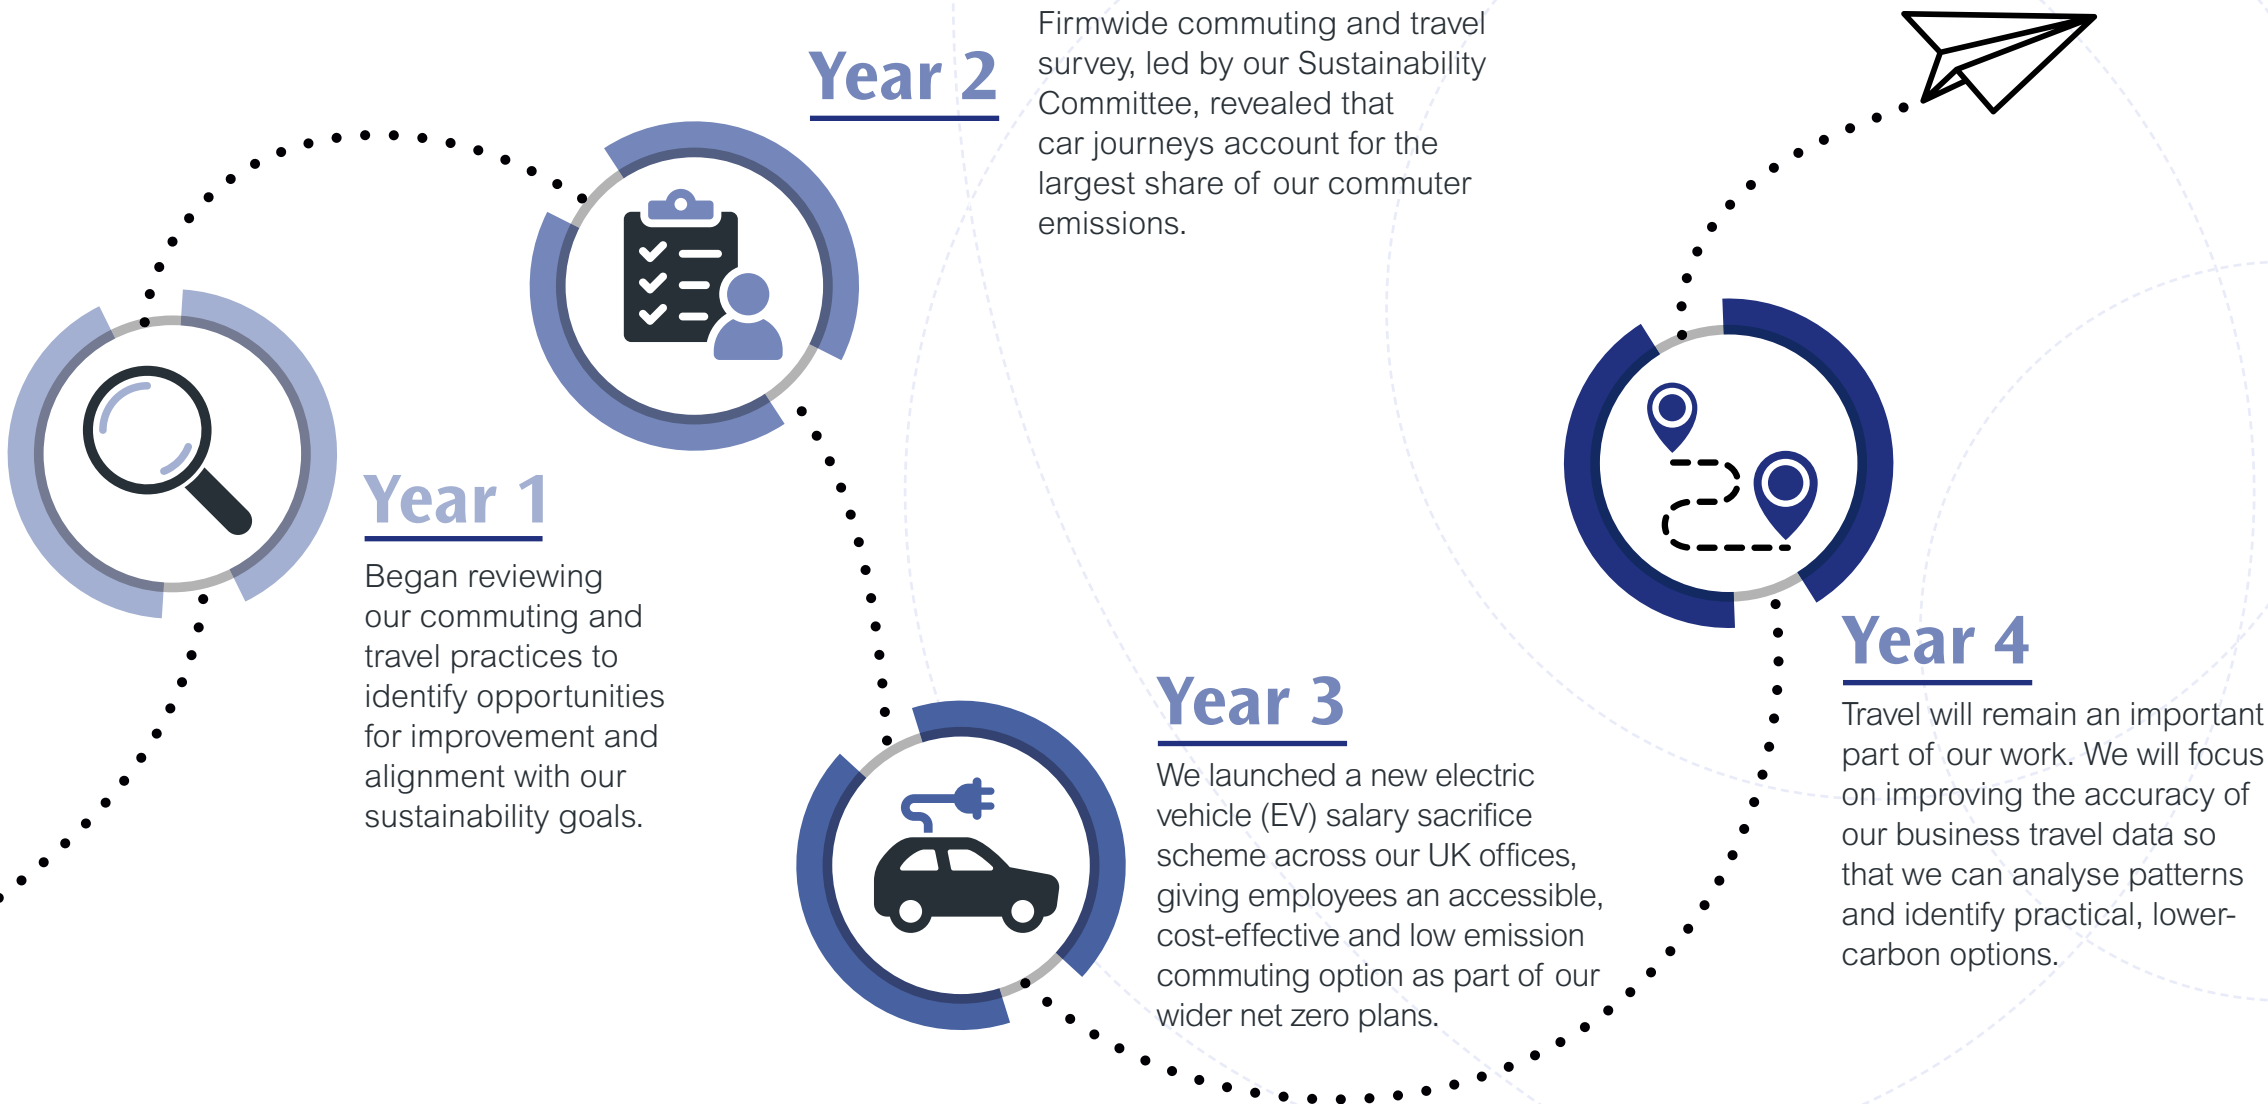 Year 1
Began reviewing
our commuting and
travel practices to
identify opportunities
for improvement and
alignment with our
sustainability goals.
Year 2
Firmwide commuting and travel
survey, led by our Sustainability
Committee, revealed that
car journeys account for the
largest share of our commuter
emissions.
Year 3
We launched a new electric
vehicle (EV) salary sacrifice
scheme across our UK offices,
giving employees an accessible,
cost-effective and low emission
commuting option as part of our
wider net zero plans.
Year 4
Travel will remain an important
part of our work. We will focus
on improving the accuracy of
our business travel data so
that we can analyse patterns
and identify practical, lower-
carbon options.